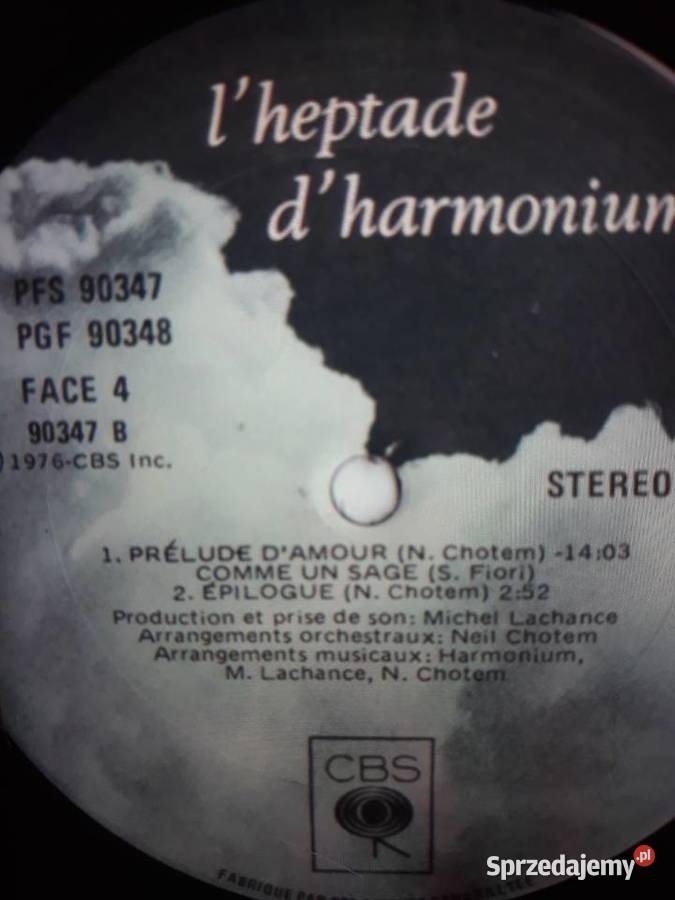 l'heptade
d'harmonium
PFS 90347
PGF 90348
FACE 4
90347 B
1976-CBS Inc.
STEREO
1. PRÉLUDE D'AMOUR (N. Chotem) -14:03
COMME UN SAGE (S. Fiori)
2. ÉPILOGUE (N. Chotem) 2:52
Production et prise de son: Michel Lachance
Arrangements orchestraux: Neil Chotem
Arrangements musicaux: Harmonium,
M. Lachance, N. Chotem
CBS
FABRIQUE PAR
Sprzedajemy.pl